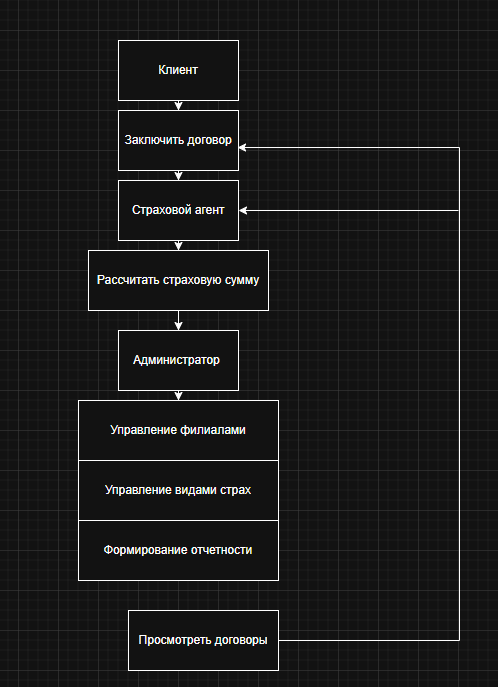 Клиент
Заключить договор
Страховой агент
Рассчитать страховую сумму
Администратор
Управление филиалами
Управление видами страх
Формирование отчетности
Просмотреть договоры